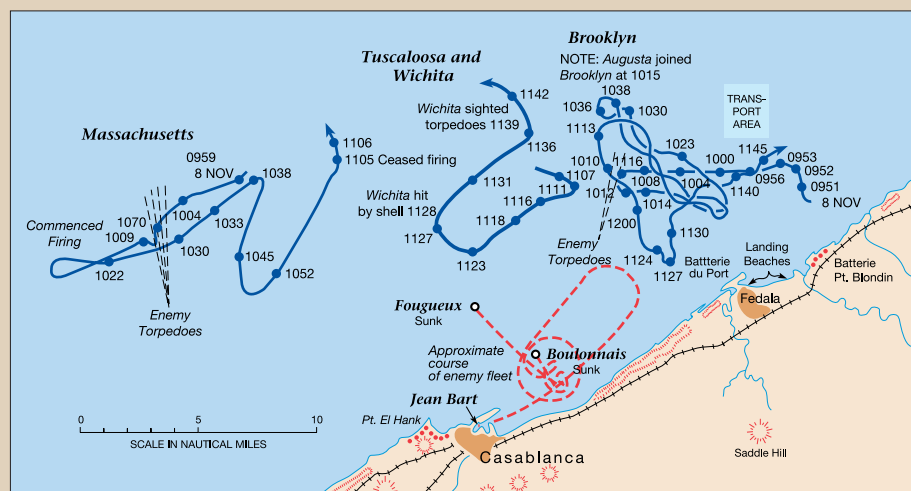 Massachusetts
0959
8 NOV
1038
1004
1033
1070
1009
1030
Commenced
Firing
1022
Enemy
Torpedoes
1045
1052
1106
1105 Ceased firing
Tuscaloosa and
Wichita
1142
Wichita sighted
torpedoes 1139
1136
1131
1107
1111
1116
1118
Wichita hit
by shell 1128
1127
1123
Brooklyn
NOTE: Augusta joined
Brooklyn at 1015
1038
1036
1030
1113
1023
TRANS-
PORT
AREA
1010
1116
1000
1145
0953
0952
0951
8 NOV
1012
1008
1014
1004
1140
0956
1200
1130
1124
1127
Enemy
Torpedoes
Battterie
du Port
Landing
Beaches
Batterie
Pt. Blondin
Fedala
Fougueux
Sunk
Approximate
course
of enemy fleet
Boulonnais
Sunk
Jean Bart
Pt. El Hank
Casablanca
Saddle Hill
0 5 10
SCALE IN NAUTICAL MILES